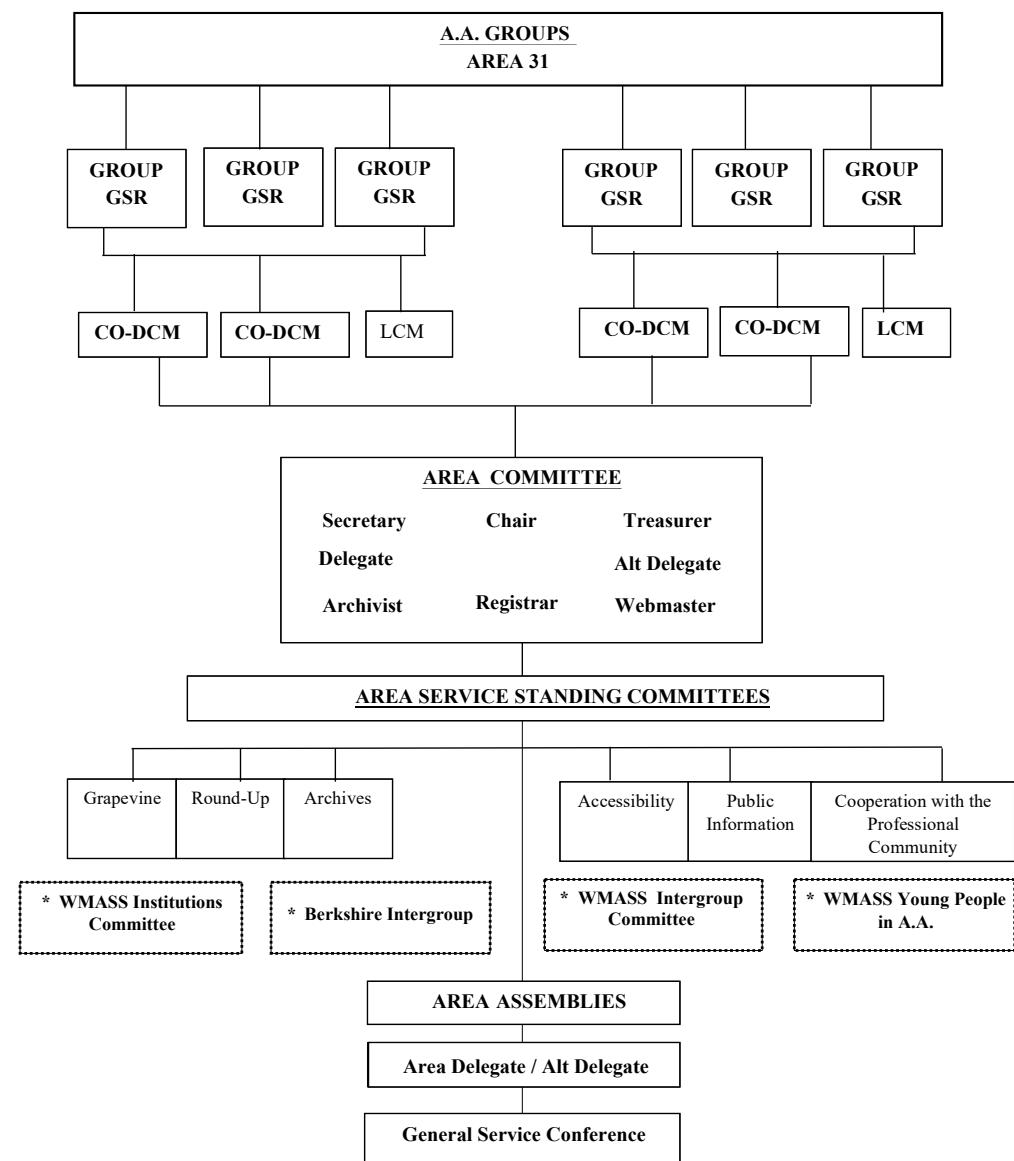 A.A. GROUPS
AREA 31
GROUP
GSR
GROUP
GSR
GROUP
GSR
GROUP
GSR
GROUP
GSR
GROUP
GSR
CO-DCM
CO-DCM
LCM
CO-DCM
CO-DCM
LCM
AREA COMMITTEE
Secretary Chair Treasurer
Delegate Alt Delegate
Archivist Registrar Webmaster
AREA SERVICE STANDING COMMITTEES
Grapevine
Round-Up
Archives
Accessibility
Public
Information
Cooperation with the
Professional
Community
* WMASS Institutions
Committee
* Berkshire Intergroup
* WMASS Intergroup
Committee
* WMASS Young People
in A.A.
AREA ASSEMBLIES
Area Delegate / Alt Delegate
General Service Conference